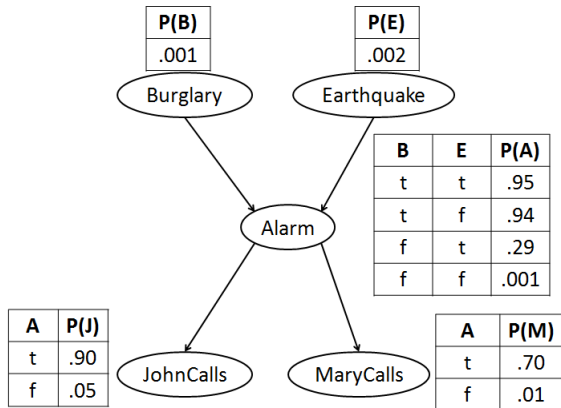 P(B)
.001
P(E)
.002
Burglary
Earthquake
B E P(A)
t t .95
t f .94
f t .29
f f .001
Alarm
A P(J)
t .90
f .05
JohnCalls
MaryCalls
A P(M)
t .70
f .01